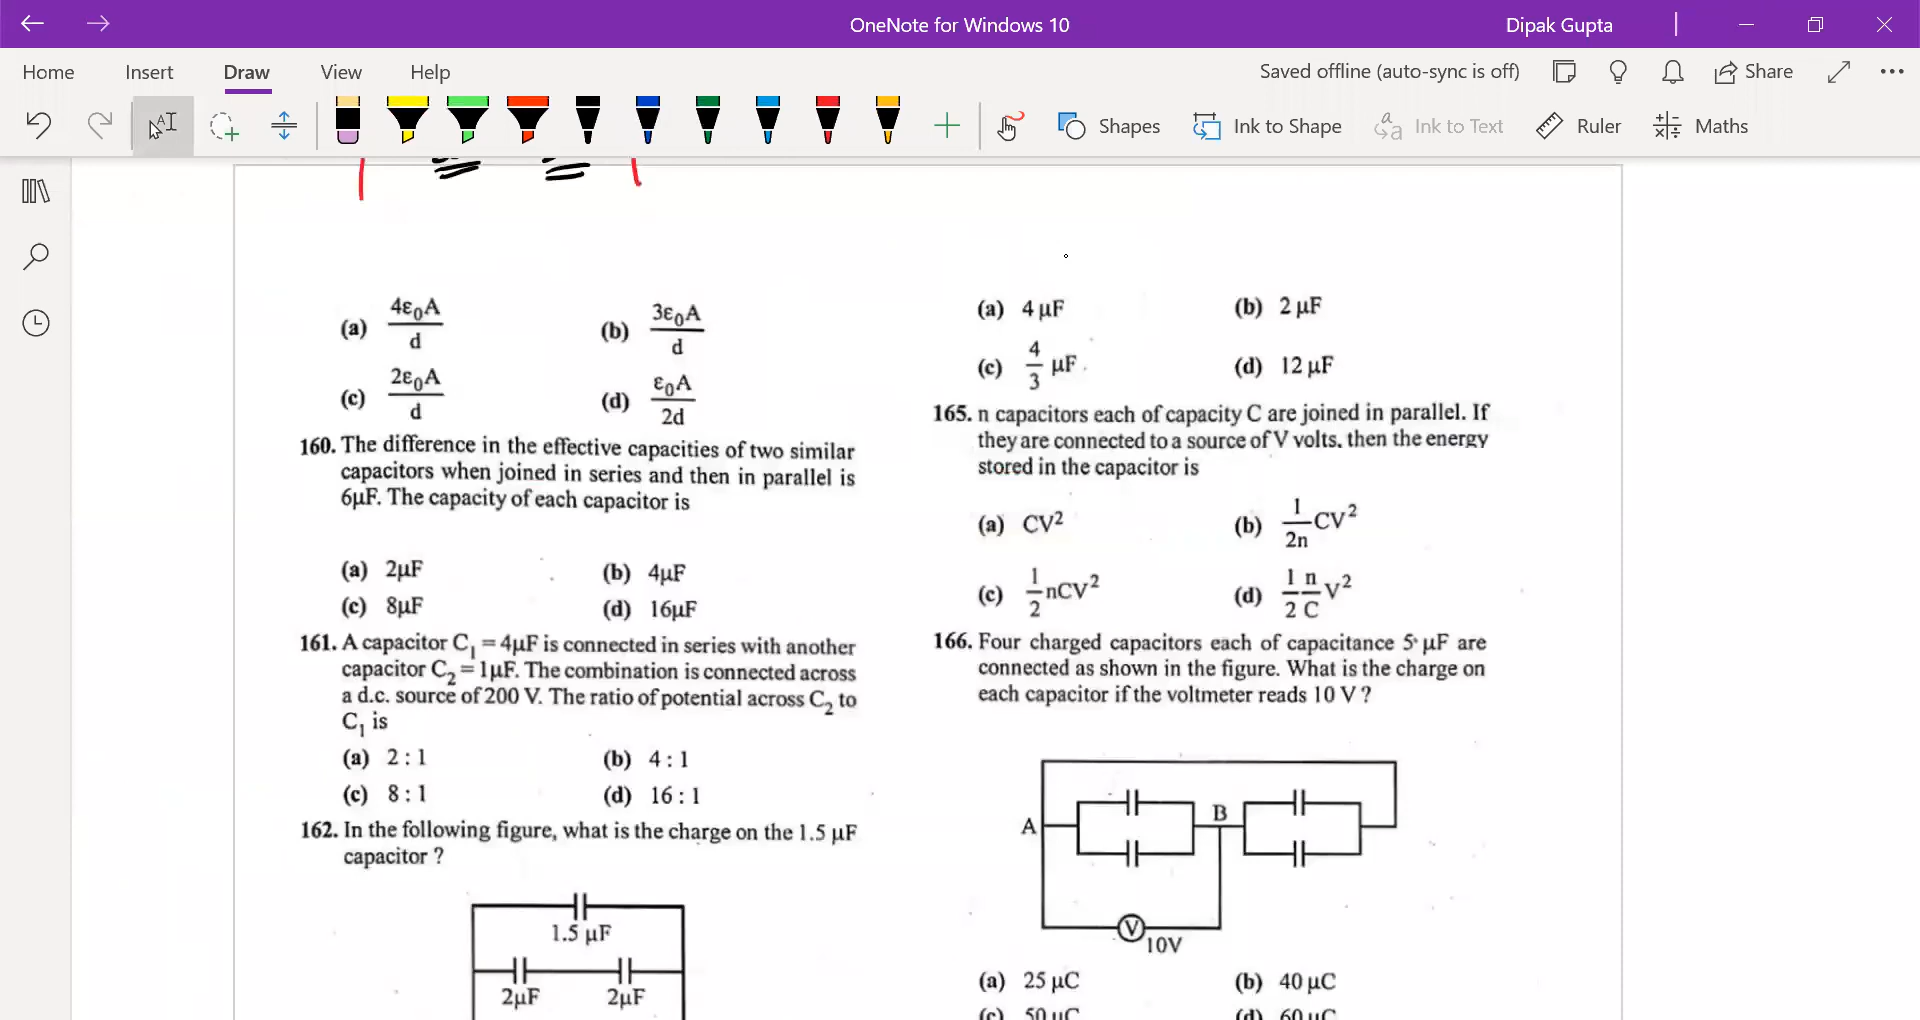 OneNote for Windows 10
Dipak Gupta
Home Insert Draw View Help
Saved offline (auto-sync is off)
Share
Shapes
Ink to Shape
Ink to Text
Ruler
Maths
(a) 4ε₀A/d (b) 3ε₀A/d
(c) 2ε₀A/d (d) ε₀A/2d
160. The difference in the effective capacities of two similar
capacitors when joined in series and then in parallel is
6μF. The capacity of each capacitor is
(a) 2μF (b) 4μF
(c) 8μF (d) 16μF
161. A capacitor C₁ = 4μF is connected in series with another
capacitor C₂ = 1μF. The combination is connected across
a d.c. source of 200 V. The ratio of potential across C₂ to
C₁ is
(a) 2 : 1 (b) 4 : 1
(c) 8 : 1 (d) 16 : 1
162. In the following figure, what is the charge on the 1.5 μF
capacitor ?
1.5 μF
2μF 2μF
(a) 4 μF (b) 2 μF
(c) 4/3 μF (d) 12 μF
165. n capacitors each of capacity C are joined in parallel. If
they are connected to a source of V volts, then the energy
stored in the capacitor is
(a) CV² (b) 1/2n CV²
(c) 1/2 nCV² (d) 1/2 n/C V²
166. Four charged capacitors each of capacitance 5 μF are
connected as shown in the figure. What is the charge on
each capacitor if the voltmeter reads 10 V ?
A B
V 10V
(a) 25 μC (b) 40 μC
(c) 50 μC (d) 60 μC